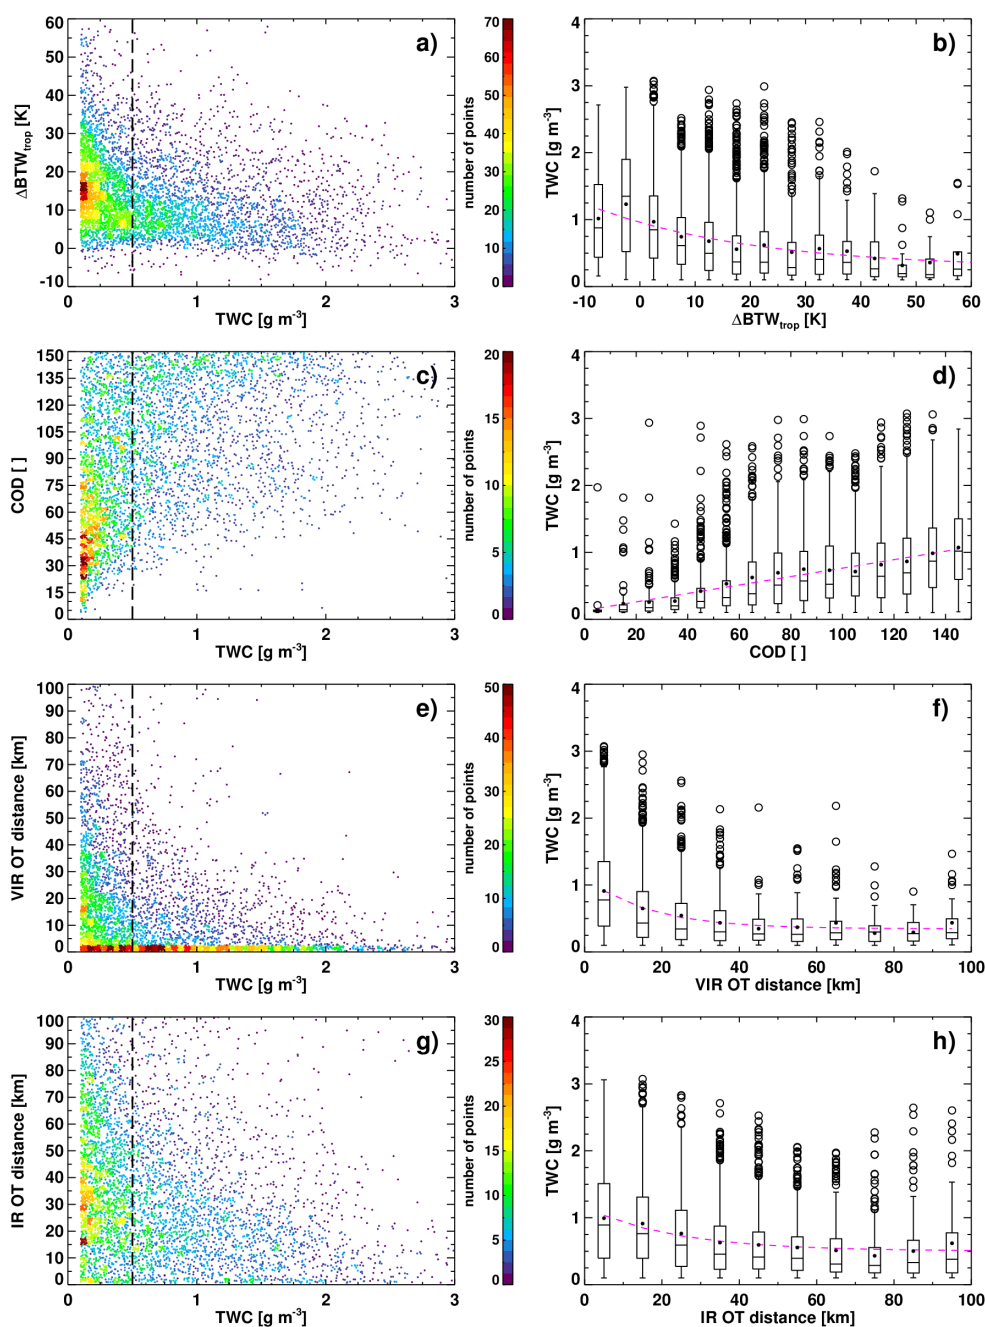 a)
60
50
40
30
20
10
0
-10
ΔBTW_trop [K]
0 1 2 3
TWC [g m⁻³]
70
60
50
40
30
20
10
0
number of points
b)
4
3
2
1
0
TWC [g m⁻³]
-10 0 10 20 30 40 50 60
ΔBTW_trop [K]
c)
150
135
120
105
90
75
60
45
30
15
0
COD [ ]
0 1 2 3
TWC [g m⁻³]
20
15
10
5
0
number of points
d)
4
3
2
1
0
TWC [g m⁻³]
0 20 40 60 80 100 120 140
COD [ ]
e)
100
90
80
70
60
50
40
30
20
10
0
VIR OT distance [km]
0 1 2 3
TWC [g m⁻³]
50
40
30
20
10
0
number of points
f)
4
3
2
1
0
TWC [g m⁻³]
0 20 40 60 80 100
VIR OT distance [km]
g)
100
90
80
70
60
50
40
30
20
10
0
IR OT distance [km]
0 1 2 3
TWC [g m⁻³]
30
25
20
15
10
5
0
number of points
h)
4
3
2
1
0
TWC [g m⁻³]
0 20 40 60 80 100
IR OT distance [km]